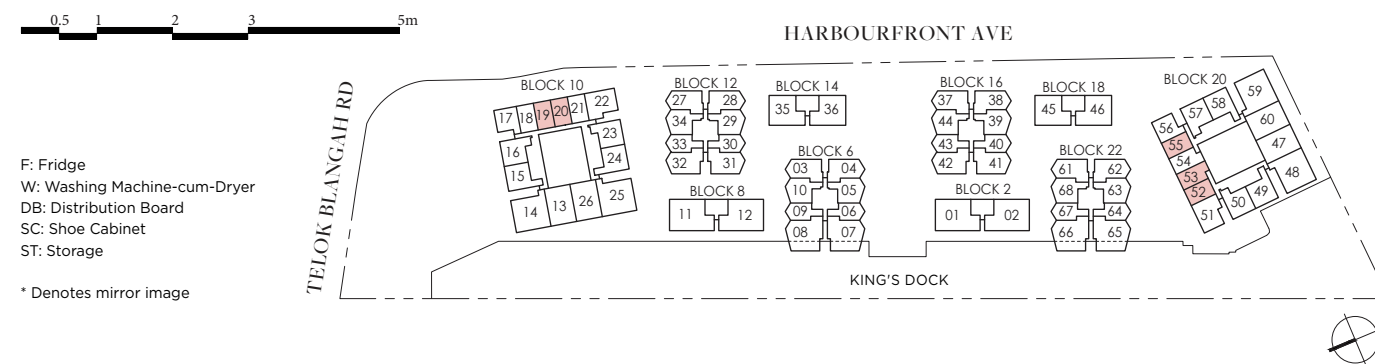 0.5 1 2 3 5m
HARBOURFRONT AVE
TELOK BLANGAH RD
F: Fridge
W: Washing Machine-cum-Dryer
DB: Distribution Board
SC: Shoe Cabinet
ST: Storage
* Denotes mirror image
BLOCK 10
17 18 19 20 21 22
16 23
15 24
14 13 26 25
BLOCK 12
27 28
34 29
33 30
32 31
BLOCK 14
35 36
BLOCK 6
03 04
10 05
09 06
08 07
BLOCK 8
11 12
BLOCK 16
37 38
44 39
43 40
42 41
BLOCK 18
45 46
BLOCK 2
01 02
BLOCK 22
61 62
68 63
67 64
66 65
BLOCK 20
56 57 58 59
55 60
54 47
53 48
52
51 50 49
KING'S DOCK